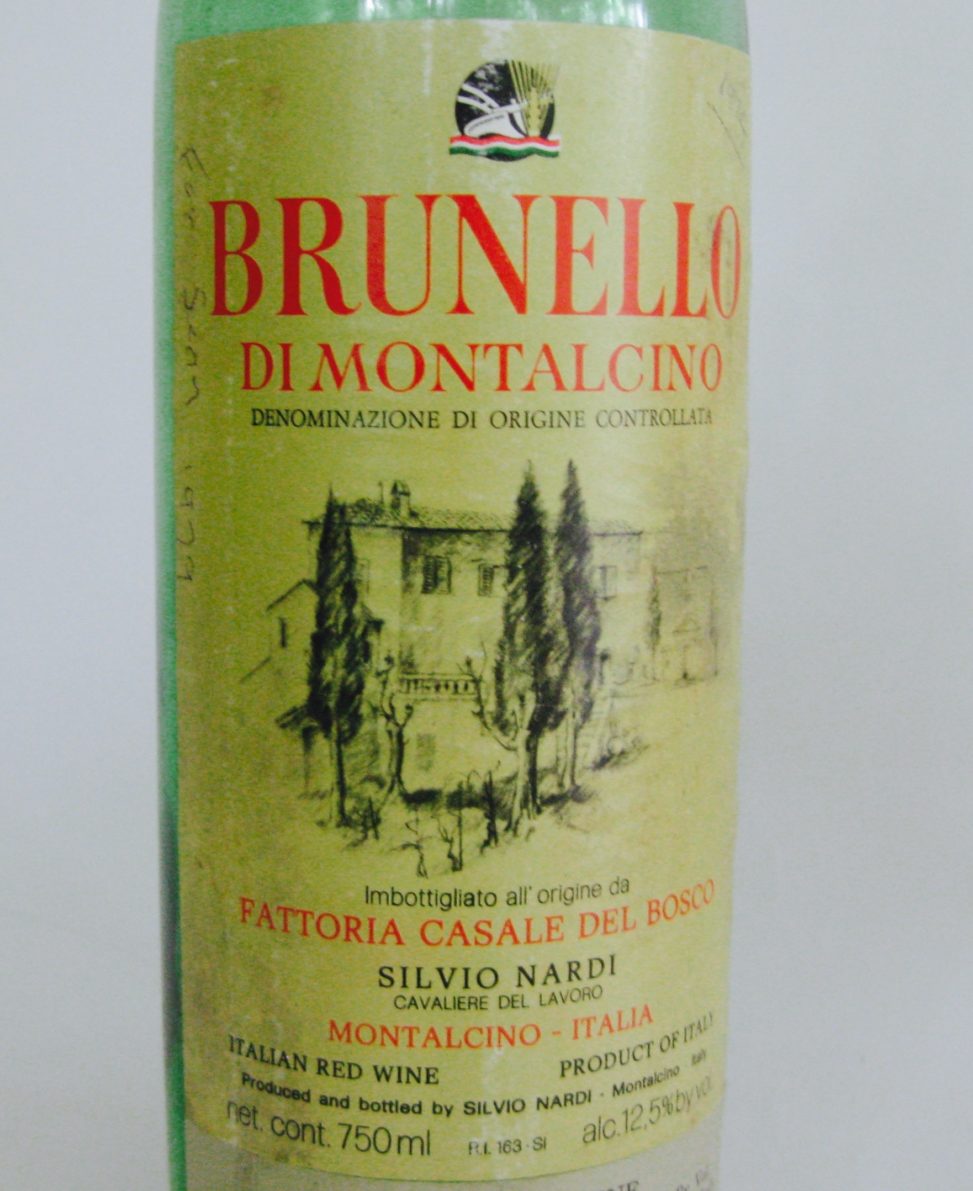 BRUNELLO
DI MONTALCINO
DENOMINAZIONE DI ORIGINE CONTROLLATA
Imbottigliato all' origine da
FATTORIA CASALE DEL BOSCO
SILVIO NARDI
CAVALIERE DEL LAVORO
MONTALCINO - ITALIA
ITALIAN RED WINE PRODUCT OF ITALY
Produced and bottled by SILVIO NARDI - Montalcino Italy
net. cont. 750 ml R.I. 163 - SI alc. 12,5% by vol.